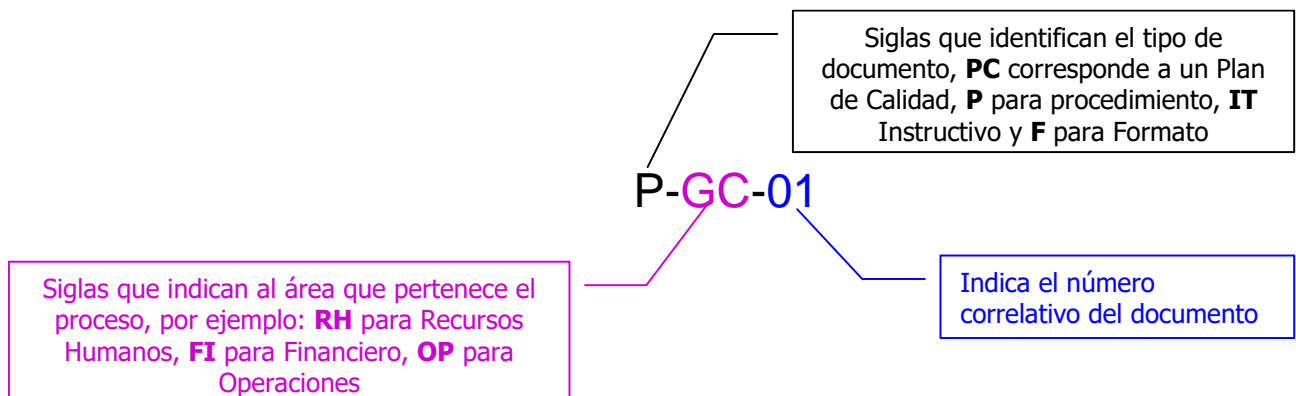 Siglas que identifican el tipo de
documento, PC corresponde a un Plan
de Calidad, P para procedimiento, IT
Instructivo y F para Formato
P-GC-01
Siglas que indican al área que pertenece el
proceso, por ejemplo: RH para Recursos
Humanos, FI para Financiero, OP para
Operaciones
Indica el número
correlativo del documento